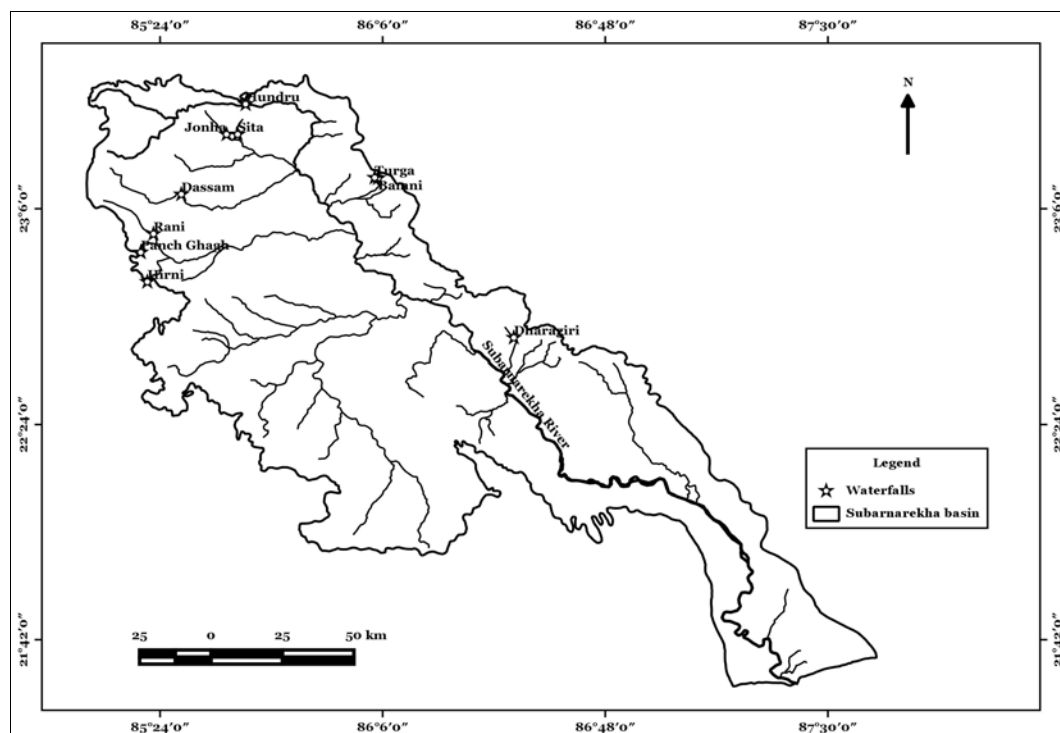 85°24′0″ 86°6′0″ 86°48′0″ 87°30′0″
N
Hundru
Jonha Sita
Turga
Bamni
Dassam
23°6′0″ 23°6′0″
Rani
Panch Ghagh
Hirni
Dharagiri
Subarnarekha River
22°24′0″ 22°24′0″
Legend
Waterfalls
Subarnarekha basin
25 0 25 50 km
21°42′0″ 21°42′0″
85°24′0″ 86°6′0″ 86°48′0″ 87°30′0″